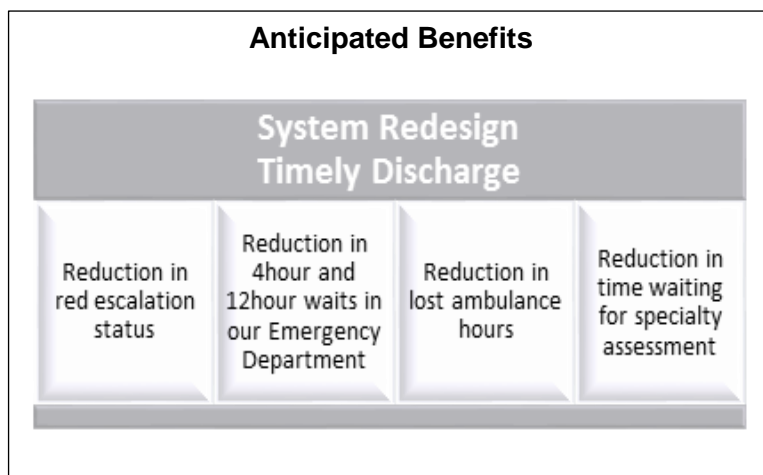 Anticipated Benefits
System Redesign
Timely Discharge
Reduction in
red escalation
status
Reduction in
4hour and
12hour waits in
our Emergency
Department
Reduction in
lost ambulance
hours
Reduction in
time waiting
for specialty
assessment